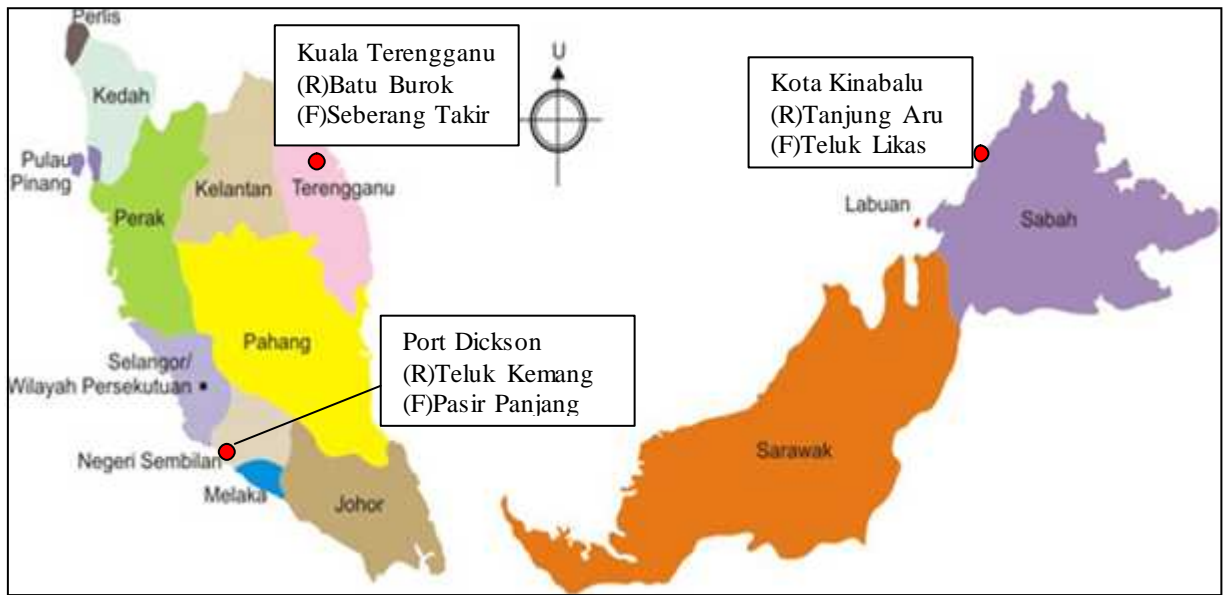 Perlis
Kedah
Pulau
Pinang
Perak
Kelantan
Terengganu
Kuala Terengganu
(R)Batu Burok
(F)Seberang Takir
U
Pahang
Selangor/
Wilayah Persekutuan
Negeri Sembilan
Melaka
Johor
Port Dickson
(R)Teluk Kemang
(F)Pasir Panjang
Kota Kinabalu
(R)Tanjung Aru
(F)Teluk Likas
Labuan
Sabah
Sarawak